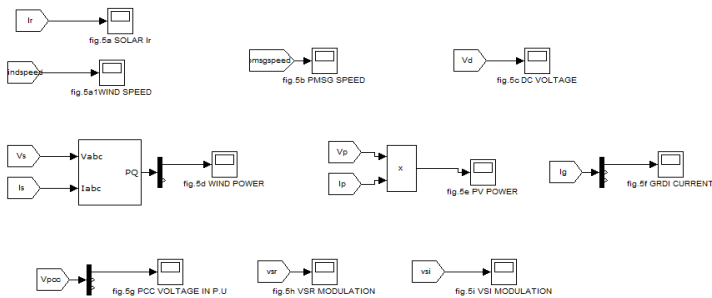 Ir
fig.5a SOLAR Ir
indspeed
fig.5a1WIND SPEED
omsgspeed
fig.5b PMSG SPEED
Vd
fig.5c DC VOLTAGE
Vs
Is
Vabc
Iabc
PQ
fig.5d WIND POWER
Vp
Ip
x
fig.5e PV POWER
Ig
fig.5f GRDI CURRENT
Vpcc
fig.5g PCC VOLTAGE IN P.U
vsr
fig.5h VSR MODULATION
vsi
fig.5i VSI MODULATION